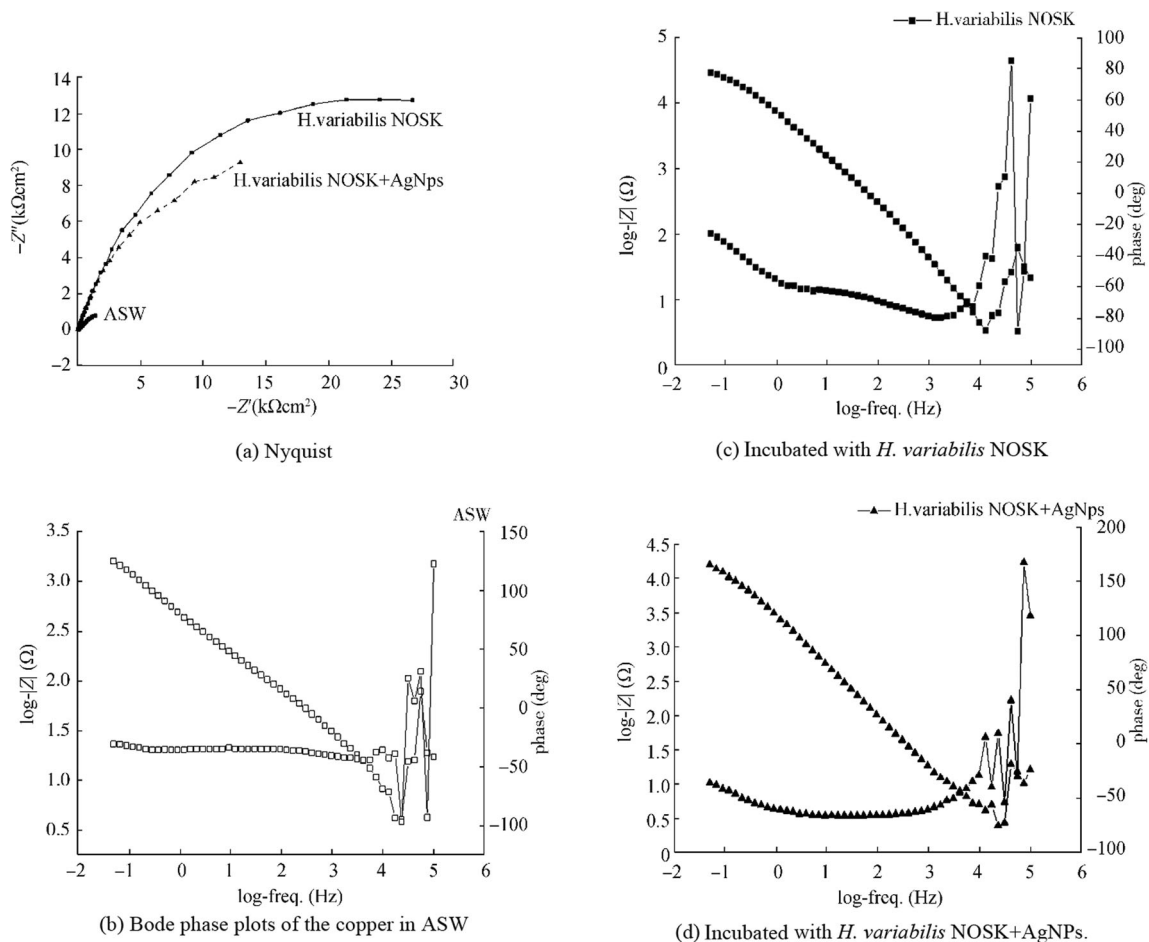 14
12
10
8
6
4
2
0
−2
−Z″(kΩcm²)
H.variabilis NOSK
H.variabilis NOSK+AgNps
ASW
5 10 15 20 25 30
−Z′(kΩcm²)
(a) Nyquist
H.variabilis NOSK
5
4
3
2
1
0
log-|Z| (Ω)
100
80
60
40
20
0
−20
−40
−60
−80
−100
phase (deg)
−2 −1 0 1 2 3 4 5 6
log-freq. (Hz)
(c) Incubated with H. variabilis NOSK
ASW
3.5
3.0
2.5
2.0
1.5
1.0
0.5
log-|Z| (Ω)
150
100
50
0
−50
−100
phase (deg)
−2 −1 0 1 2 3 4 5 6
log-freq. (Hz)
(b) Bode phase plots of the copper in ASW
H.variabilis NOSK+AgNps
4.5
4.0
3.5
3.0
2.5
2.0
1.5
1.0
0.5
0
log-|Z| (Ω)
200
150
100
50
0
−50
−100
phase (deg)
−2 −1 0 1 2 3 4 5 6
log-freq. (Hz)
(d) Incubated with H. variabilis NOSK+AgNPs.